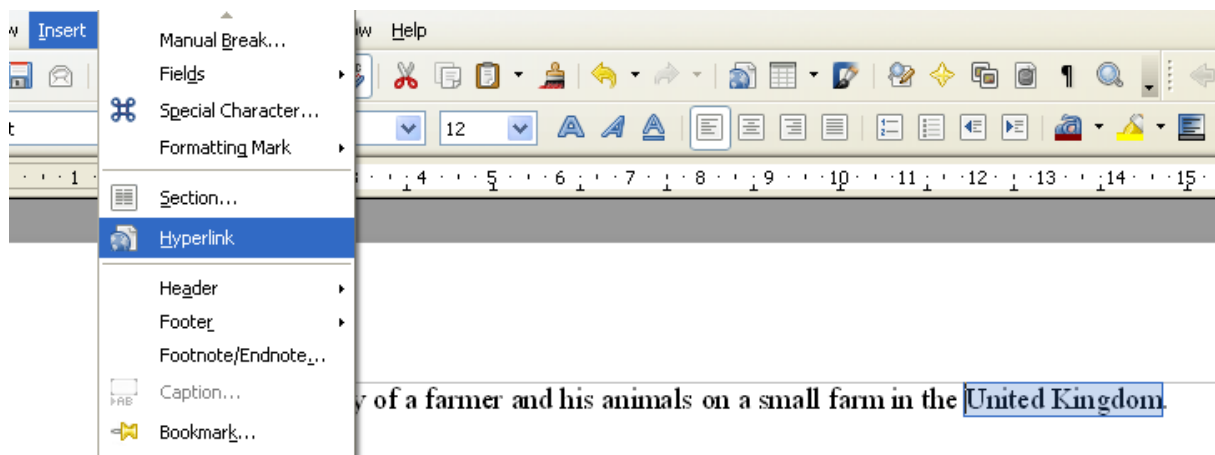 w Insert w Help
Manual Break...
Fields
Special Character...
12
Formatting Mark
1 4 5 6 7 8 9 10 11 12 13 14 15
Section...
Hyperlink
Header
Footer
Footnote/Endnote...
Caption...
y of a farmer and his animals on a small farm in the United Kingdom.
Bookmark...